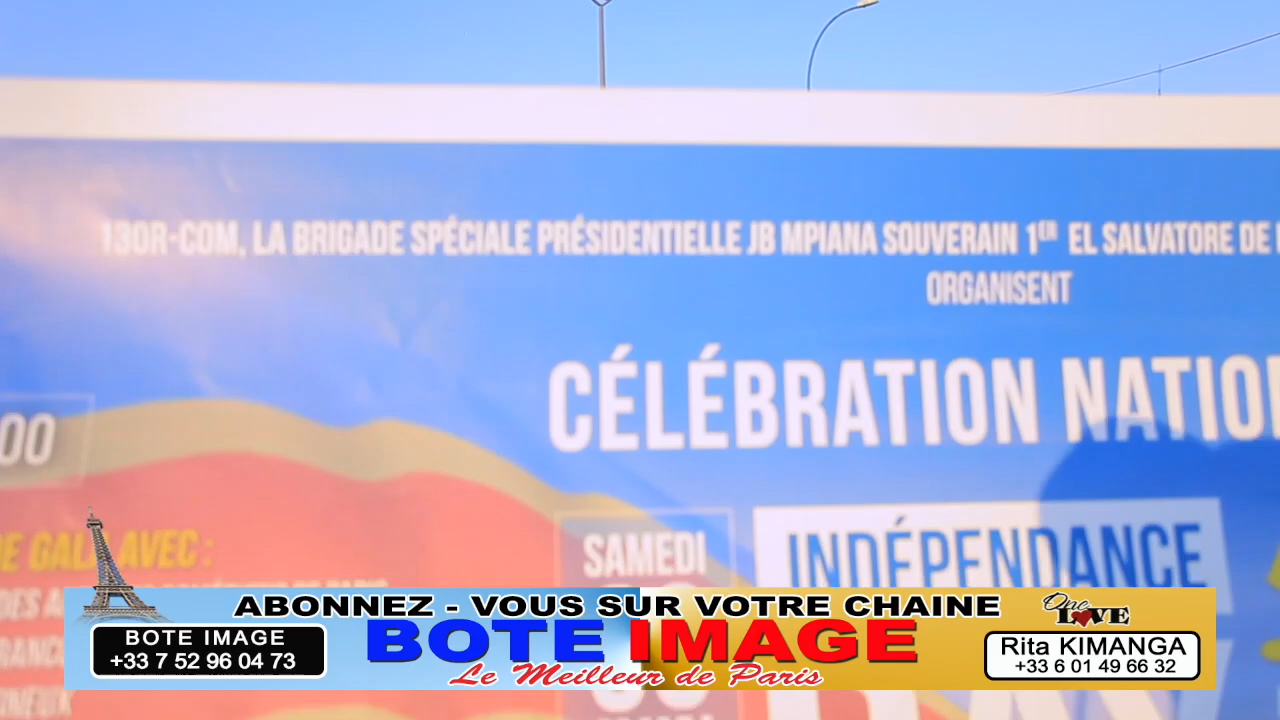 13OR-COM, LA BRIGADE SPÉCIALE PRÉSIDENTIELLE JB MPIANA SOUVERAIN 1ER EL SALVATORE DE
ORGANISENT
CÉLÉBRATION
00
SAMEDI
INDÉPENDANCE
AVEC :
ABONNEZ - VOUS SUR VOTRE CHAINE
BOTE IMAGE
Le Meilleur de Paris
BOTE IMAGE
+33 7 52 96 04 73
One LOVE
Rita KIMANGA
+33 6 01 49 66 32